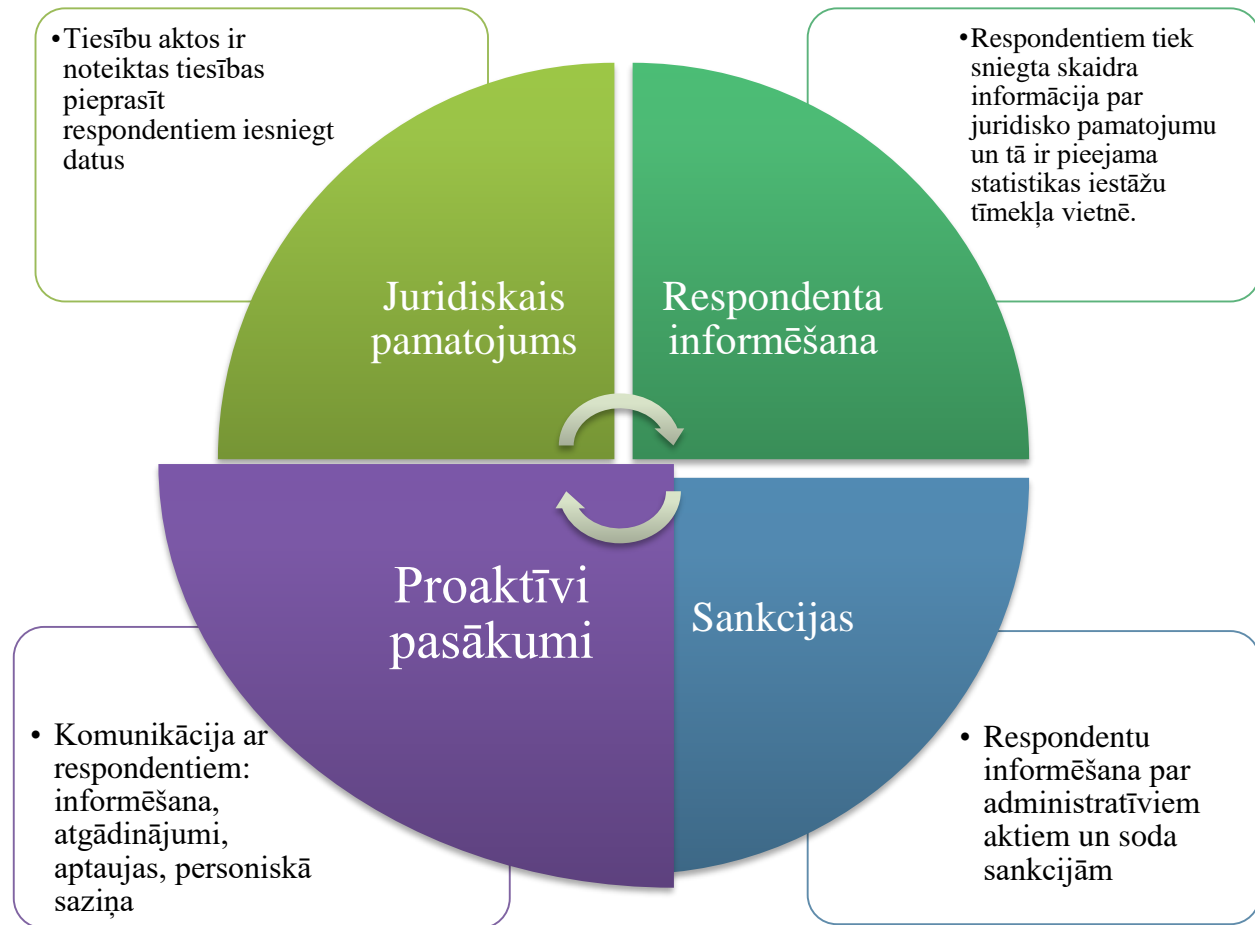 •Tiesību aktos ir
noteiktas tiesības
pieprasīt
respondentiem iesniegt
datus
•Respondentiem tiek
sniegta skaidra
informācija par
juridisko pamatojumu
un tā ir pieejama
statistikas iestāžu
tīmekļa vietnē.
Juridiskais
pamatojums
Respondenta
informēšana
Proaktīvi
pasākumi
Sankcijas
• Komunikācija ar
respondentiem:
informēšana,
atgādinājumi,
aptaujas, personiskā
saziņa
• Respondentu
informēšana par
administratīviem
aktiem un soda
sankcijām